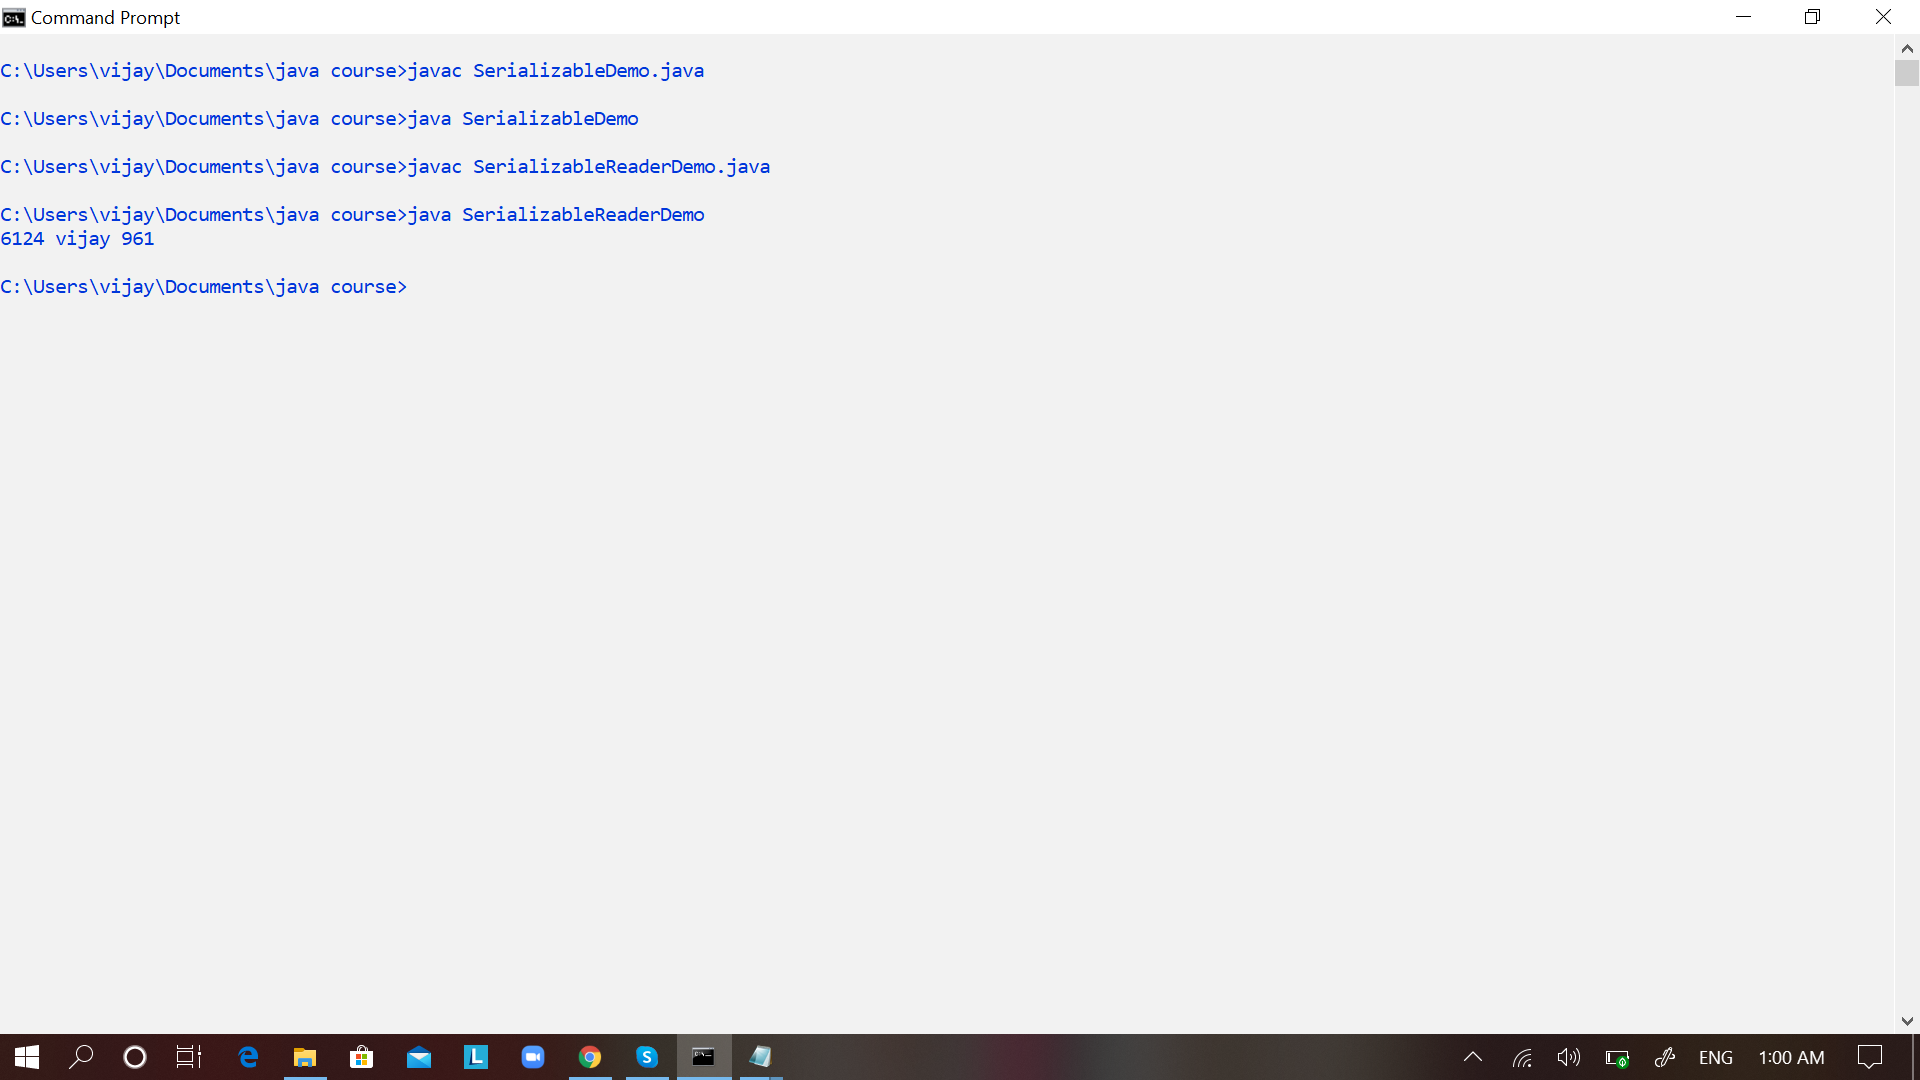 Command Prompt
C:\Users\vijay\Documents\java course>javac SerializableDemo.java
C:\Users\vijay\Documents\java course>java SerializableDemo
C:\Users\vijay\Documents\java course>javac SerializableReaderDemo.java
C:\Users\vijay\Documents\java course>java SerializableReaderDemo
6124 vijay 961
C:\Users\vijay\Documents\java course>
ENG 1:00 AM